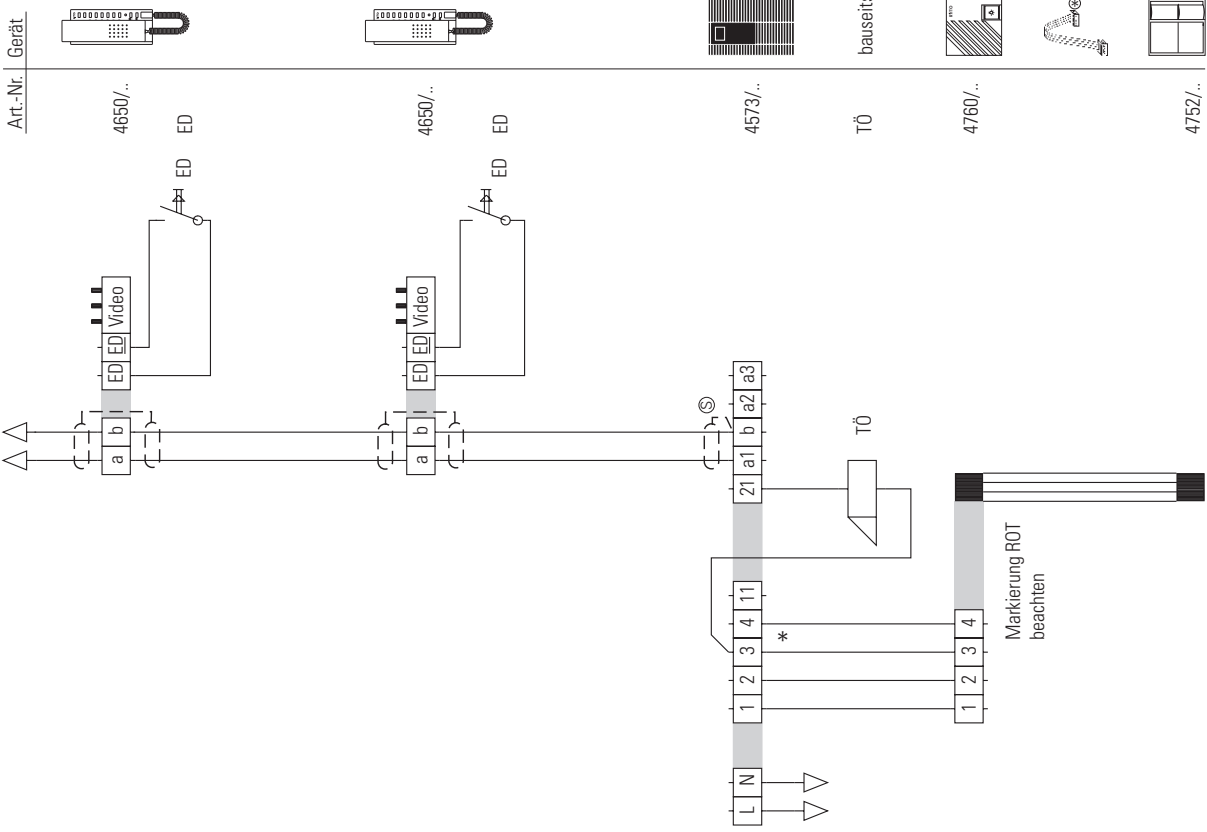 Art.-Nr. Gerät
4650/..
ED ED
a b ED ED Video
4650/..
ED ED
a b ED ED Video
4573/..
L N 1 2 3 4 11 21 a1 b a2 a3
S
*
TÖ
TÖ bauseits
4760/..
1 2 3 4
Markierung ROT
beachten
4752/..